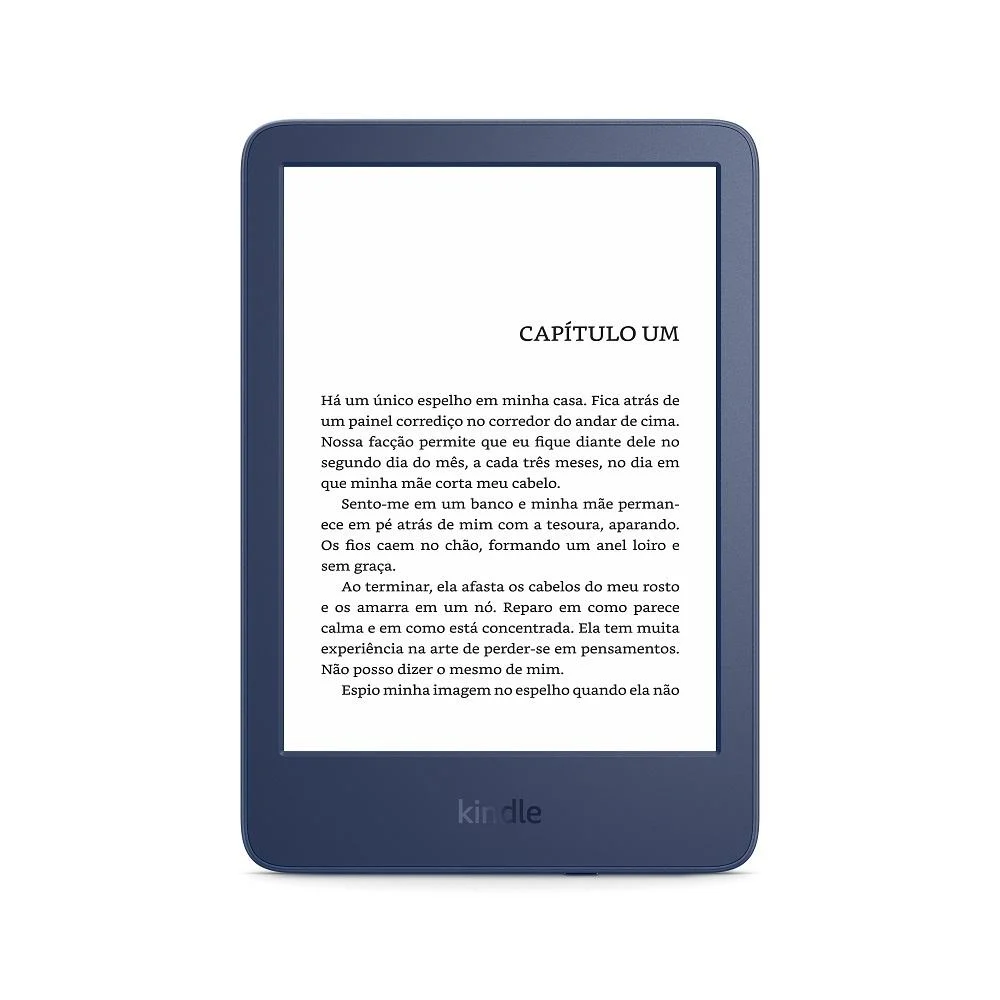 CAPÍTULO UM
Há um único espelho em minha casa. Fica atrás de
um painel corrediço no corredor do andar de cima.
Nossa facção permite que eu fique diante dele no
segundo dia do mês, a cada três meses, no dia em
que minha mãe corta meu cabelo.
Sento-me em um banco e minha mãe perman-
ece em pé atrás de mim com a tesoura, aparando.
Os fios caem no chão, formando um anel loiro e
sem graça.
Ao terminar, ela afasta os cabelos do meu rosto
e os amarra em um nó. Reparo em como parece
calma e em como está concentrada. Ela tem muita
experiência na arte de perder-se em pensamentos.
Não posso dizer o mesmo de mim.
Espio minha imagem no espelho quando ela não
kindle